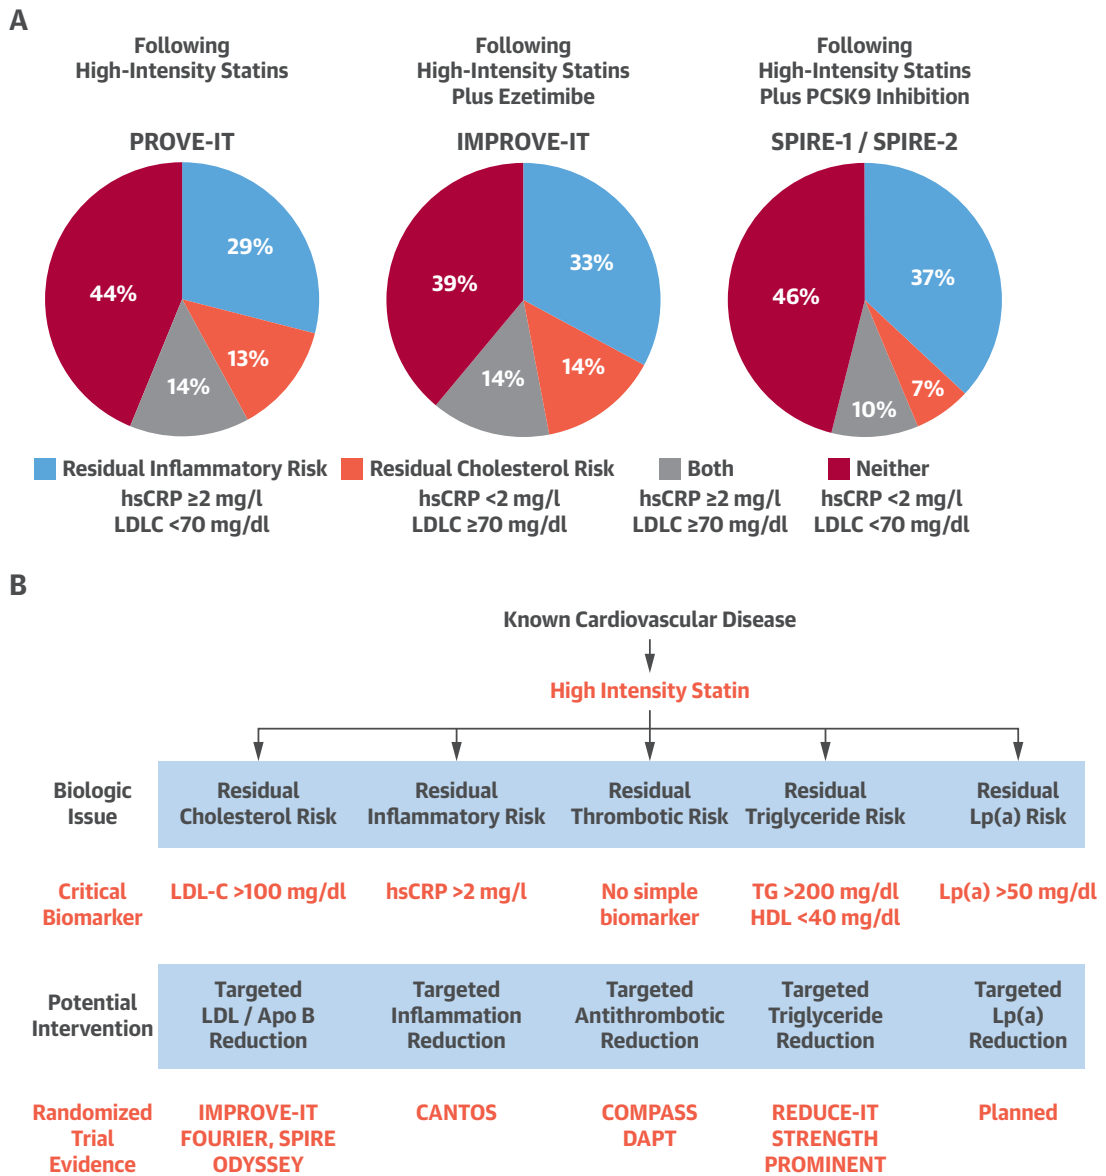 A
Following
High-Intensity Statins
Following
High-Intensity Statins
Plus Ezetimibe
Following
High-Intensity Statins
Plus PCSK9 Inhibition
PROVE-IT
IMPROVE-IT
SPIRE-1 / SPIRE-2
29%
13%
14%
44%
33%
14%
14%
39%
37%
7%
10%
46%
Residual Inflammatory Risk
hsCRP ≥2 mg/l
LDLC <70 mg/dl
Residual Cholesterol Risk
hsCRP <2 mg/l
LDLC ≥70 mg/dl
Both
hsCRP ≥2 mg/l
LDLC ≥70 mg/dl
Neither
hsCRP <2 mg/l
LDLC <70 mg/dl
B
Known Cardiovascular Disease
High Intensity Statin
Biologic
Issue
Residual
Cholesterol Risk
Residual
Inflammatory Risk
Residual
Thrombotic Risk
Residual
Triglyceride Risk
Residual
Lp(a) Risk
Critical
Biomarker
LDL-C >100 mg/dl
hsCRP >2 mg/l
No simple
biomarker
TG >200 mg/dl
HDL <40 mg/dl
Lp(a) >50 mg/dl
Potential
Intervention
Targeted
LDL / Apo B
Reduction
Targeted
Inflammation
Reduction
Targeted
Antithrombotic
Reduction
Targeted
Triglyceride
Reduction
Targeted
Lp(a)
Reduction
Randomized
Trial
Evidence
IMPROVE-IT
FOURIER, SPIRE
ODYSSEY
CANTOS
COMPASS
DAPT
REDUCE-IT
STRENGTH
PROMINENT
Planned